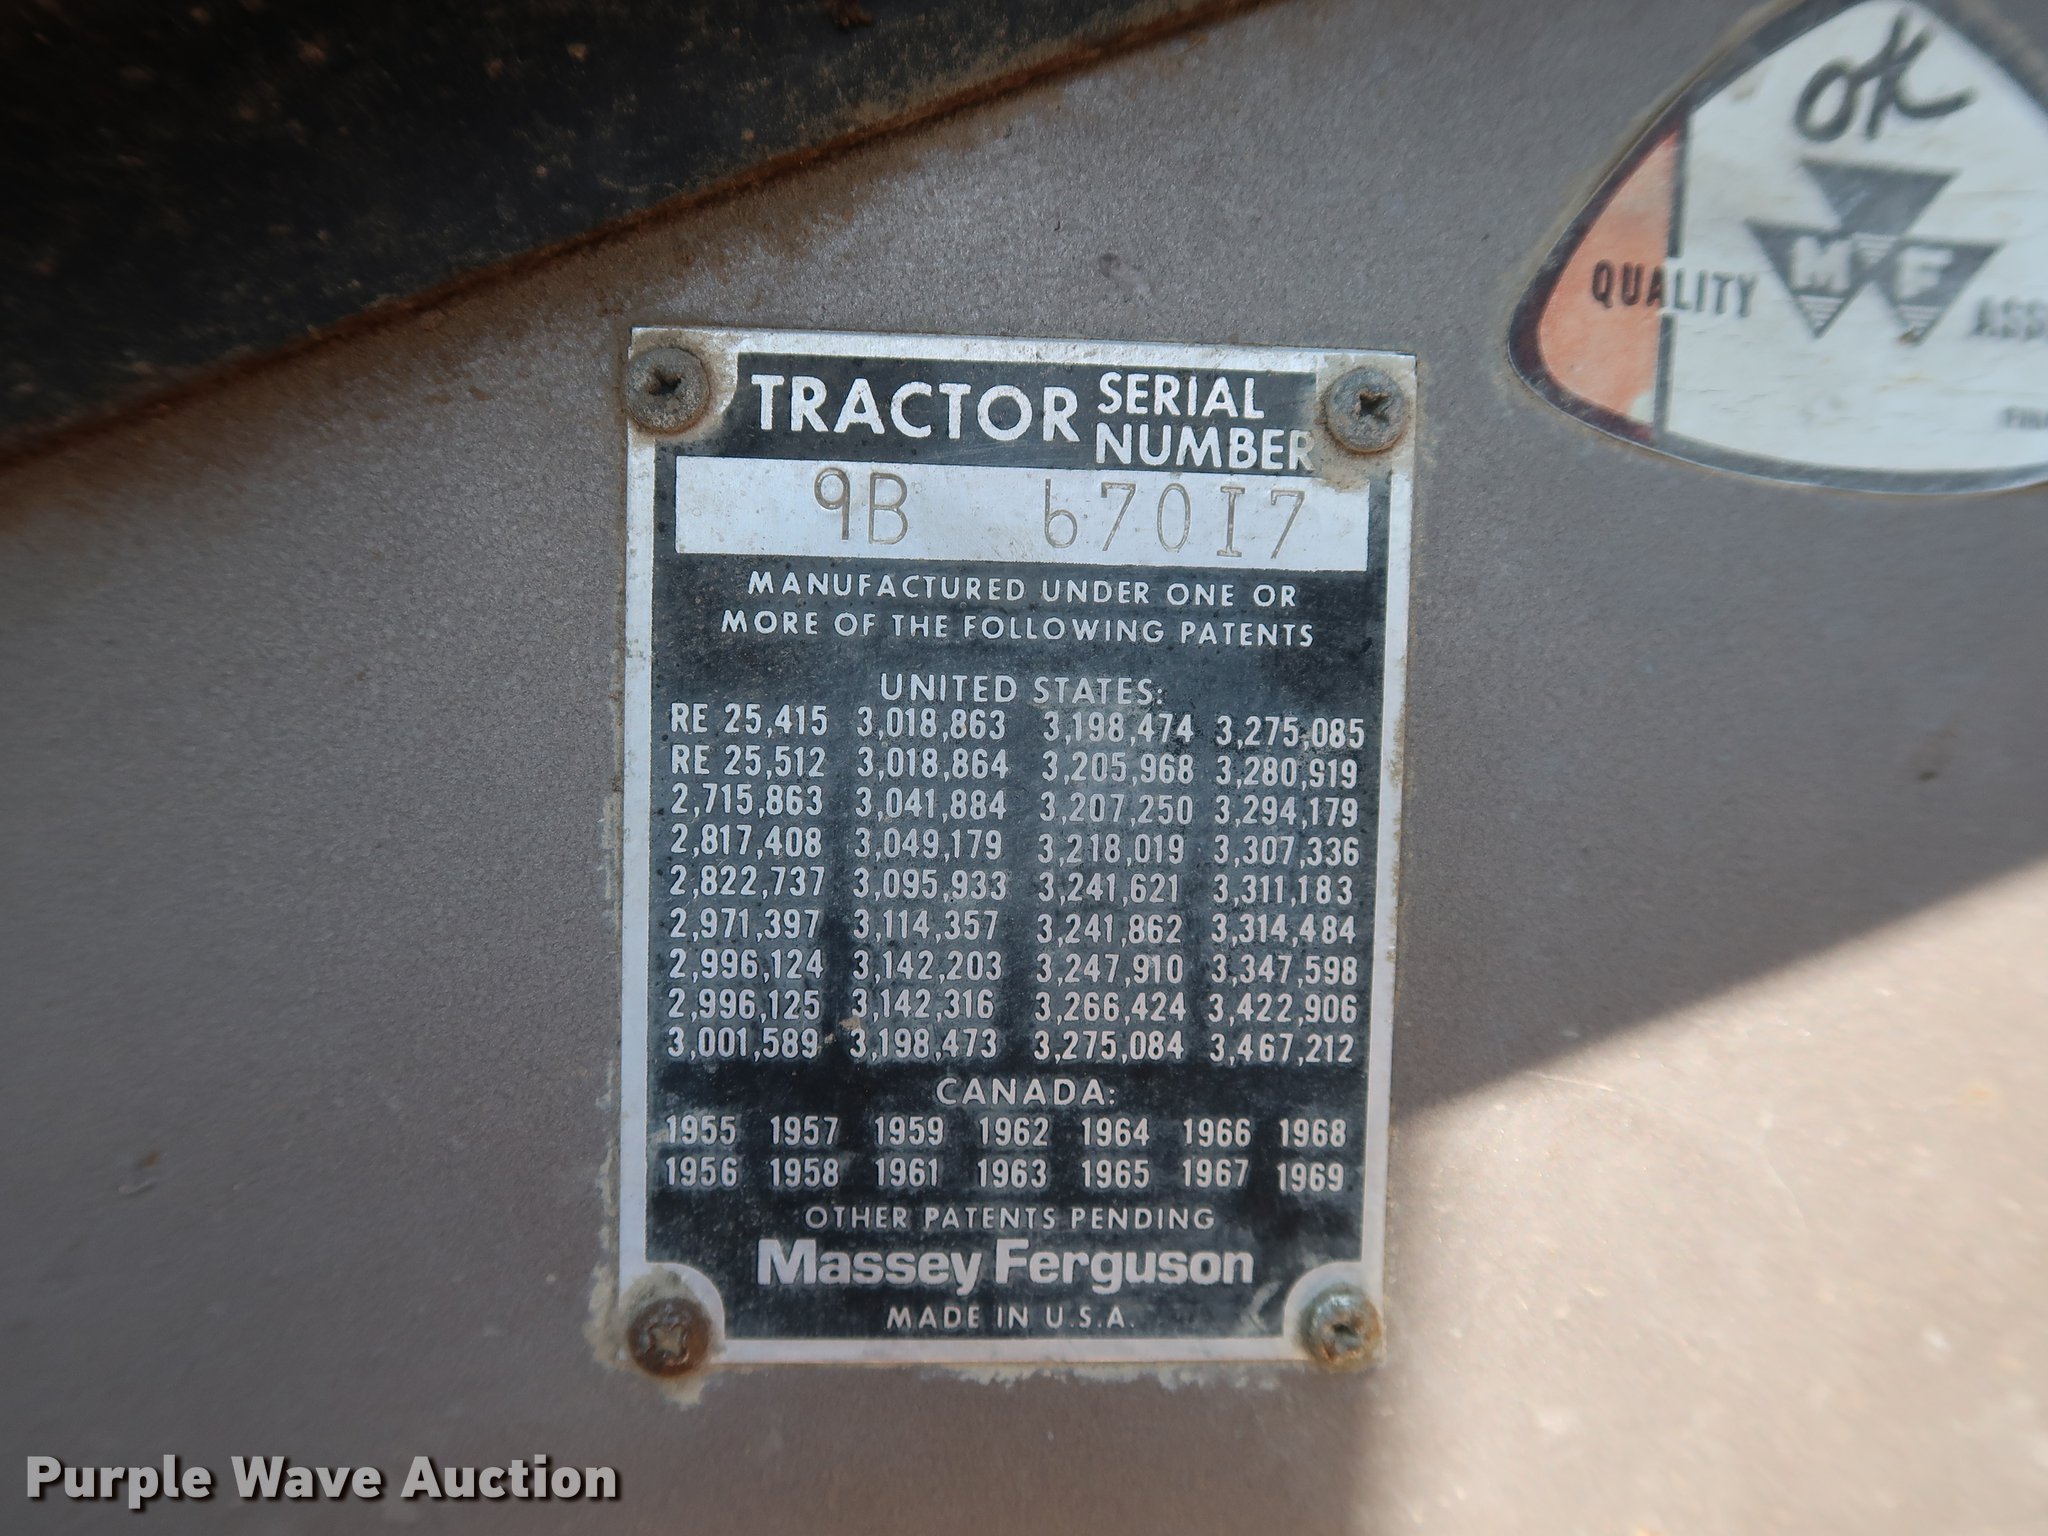 OK
MF
QUALITY
TRACTOR SERIAL NUMBER
9B 67017
MANUFACTURED UNDER ONE OR
MORE OF THE FOLLOWING PATENTS
UNITED STATES:
RE 25,415 3,018,863 3,198,474 3,275,085
RE 25,512 3,018,864 3,205,968 3,280,919
2,715,863 3,041,884 3,207,250 3,294,179
2,817,408 3,049,179 3,218,019 3,307,336
2,822,737 3,095,933 3,241,621 3,311,183
2,971,397 3,114,357 3,241,862 3,314,484
2,996,124 3,142,203 3,247,910 3,347,598
2,996,125 3,142,316 3,266,424 3,422,906
3,001,589 3,198,473 3,275,084 3,467,212
CANADA:
1955 1957 1959 1962 1964 1966 1968
1956 1958 1961 1963 1965 1967 1969
OTHER PATENTS PENDING
Massey Ferguson
MADE IN U.S.A.
Purple Wave Auction